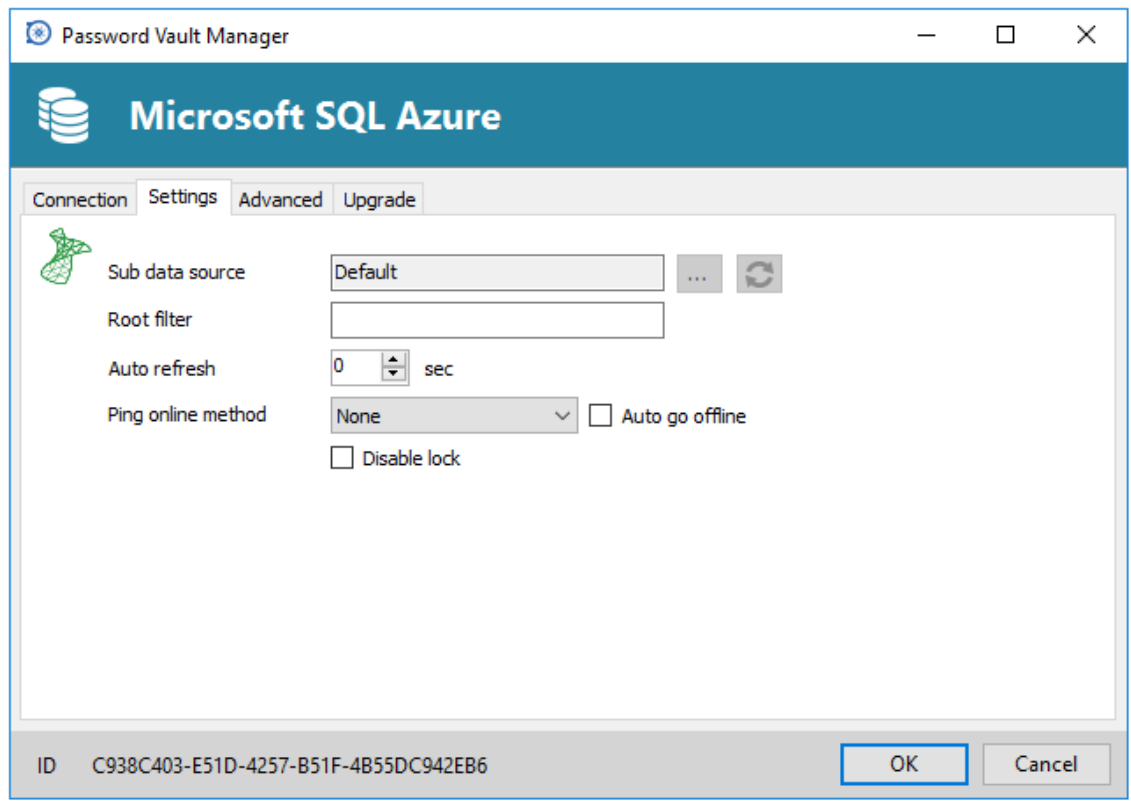 Password Vault Manager
Microsoft SQL Azure
Connection Settings Advanced Upgrade
Sub data source Default ...
Root filter
Auto refresh 0 sec
Ping online method None Auto go offline
Disable lock
ID C938C403-E51D-4257-B51F-4B55DC942EB6 OK Cancel